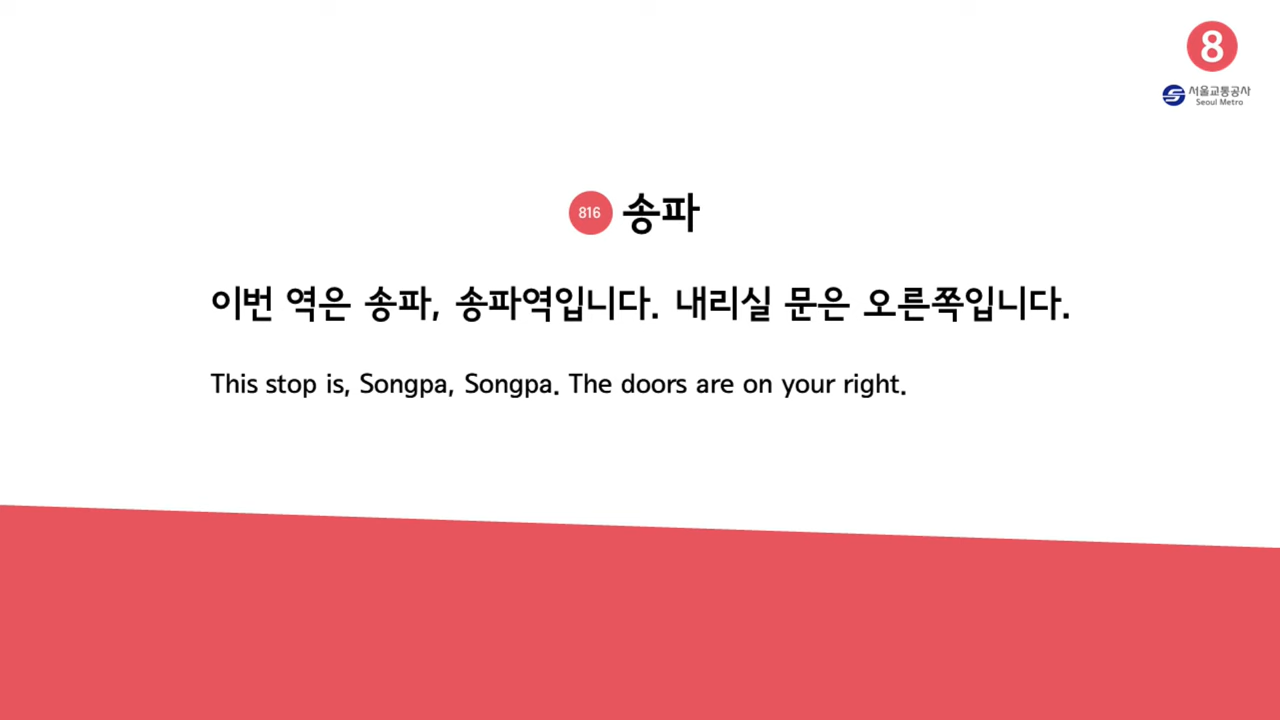 8
서울교통공사
Seoul Metro
816 송파
이번 역은 송파, 송파역입니다. 내리실 문은 오른쪽입니다.
This stop is, Songpa, Songpa. The doors are on your right.